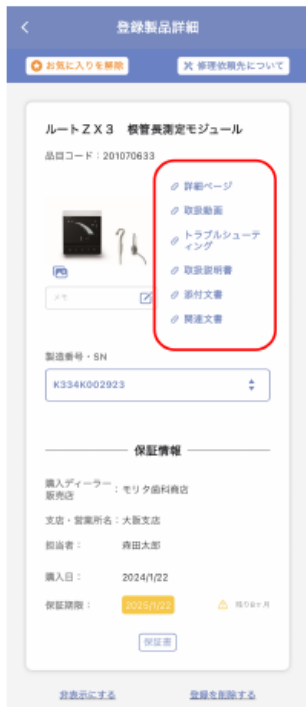 登録製品詳細
お気に入りを解除
修理依頼先について
ルートZX3 根管長測定モジュール
品目コード：201070633
詳細ページ
取扱動画
トラブルシューテ
ィング
取扱説明書
添付文書
関連文書
メモ
製造番号・SN
K334K002923
保証情報
購入ディーラー
販売店
：モリタ歯科商店
支店・営業所名：大阪支店
担当者： 森田太郎
購入日： 2024/1/22
保証期限： 2025/1/22
保証書
非表示にする
登録を削除する